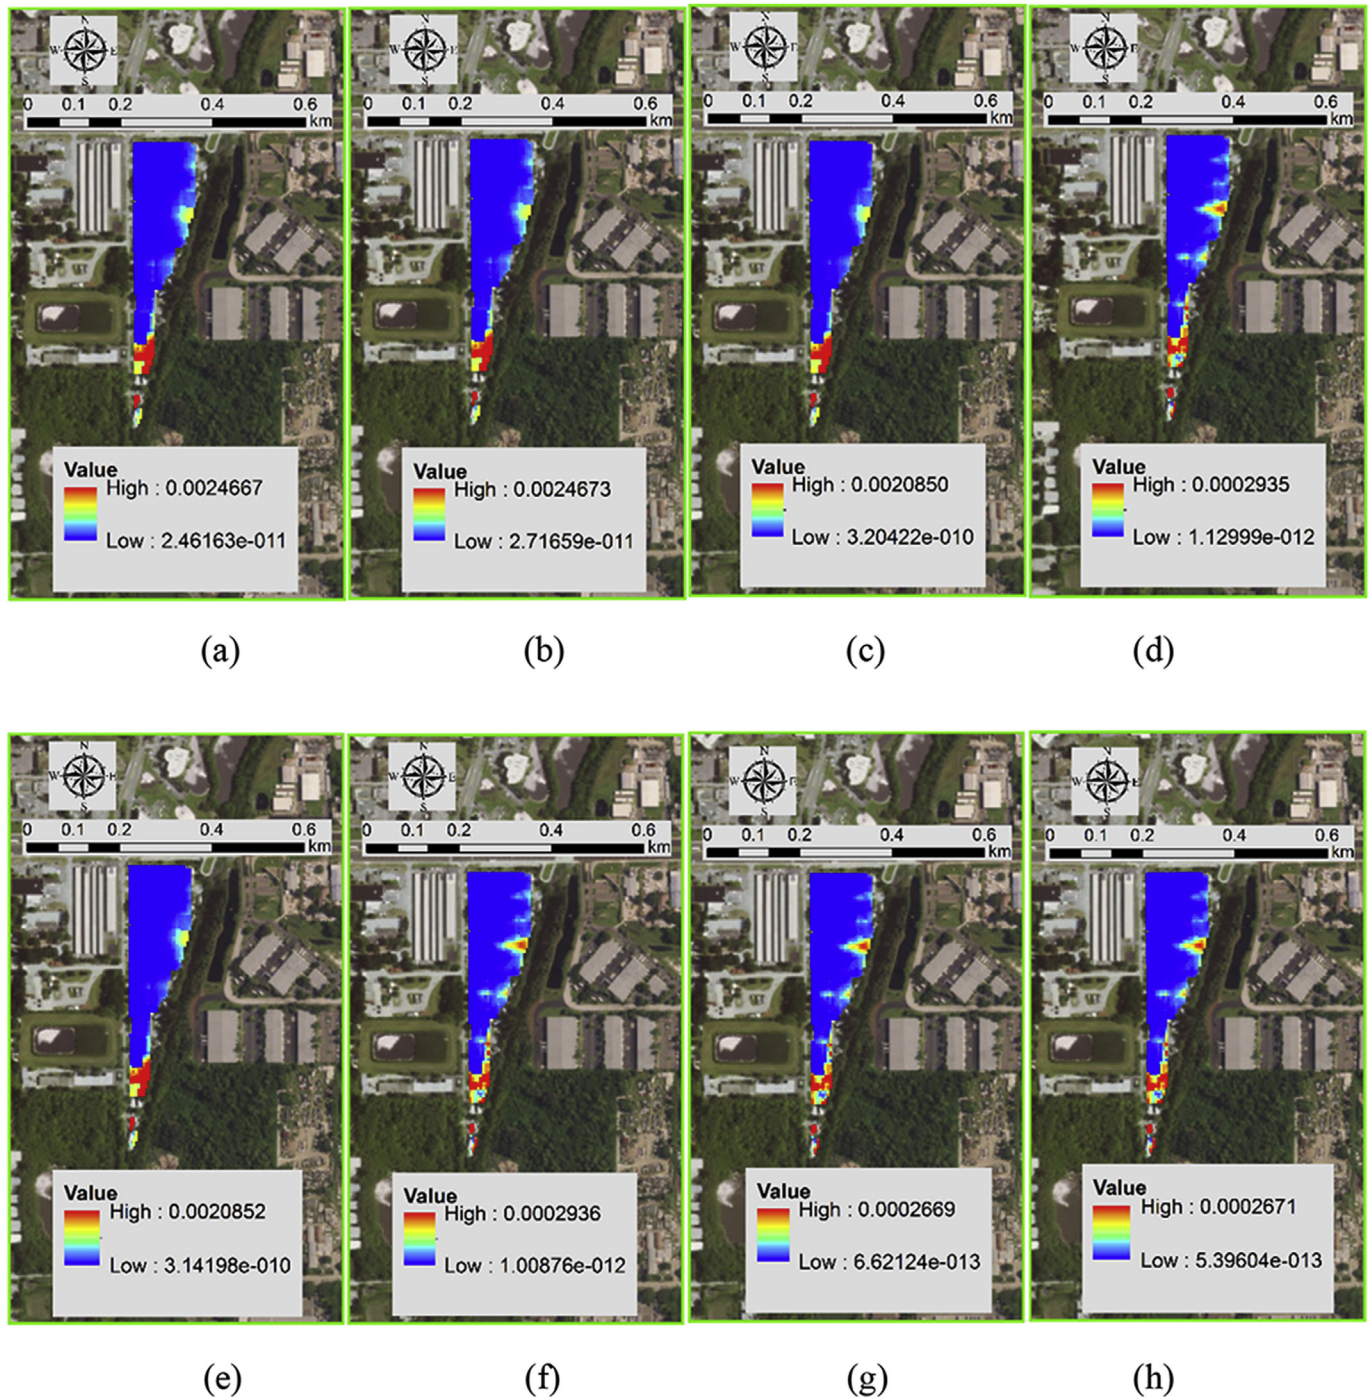 N
W E
S
0 0.1 0.2 0.4 0.6
km
Value
High : 0.0024667
Low : 2.46163e-011
(a)
N
W E
S
0 0.1 0.2 0.4 0.6
km
Value
High : 0.0024673
Low : 2.71659e-011
(b)
N
W E
S
0 0.1 0.2 0.4 0.6
km
Value
High : 0.0020850
Low : 3.20422e-010
(c)
N
W E
S
0 0.1 0.2 0.4 0.6
km
Value
High : 0.0002935
Low : 1.12999e-012
(d)
N
W E
S
0 0.1 0.2 0.4 0.6
km
Value
High : 0.0020852
Low : 3.14198e-010
(e)
N
W E
S
0 0.1 0.2 0.4 0.6
km
Value
High : 0.0002936
Low : 1.00876e-012
(f)
N
W E
S
0 0.1 0.2 0.4 0.6
km
Value
High : 0.0002669
Low : 6.62124e-013
(g)
N
W E
S
0 0.1 0.2 0.4 0.6
km
Value
High : 0.0002671
Low : 5.39604e-013
(h)